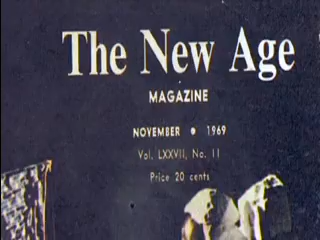 The New Age
MAGAZINE
NOVEMBER • 1969
Vol. LXXVII, No. 11
Price 20 cents